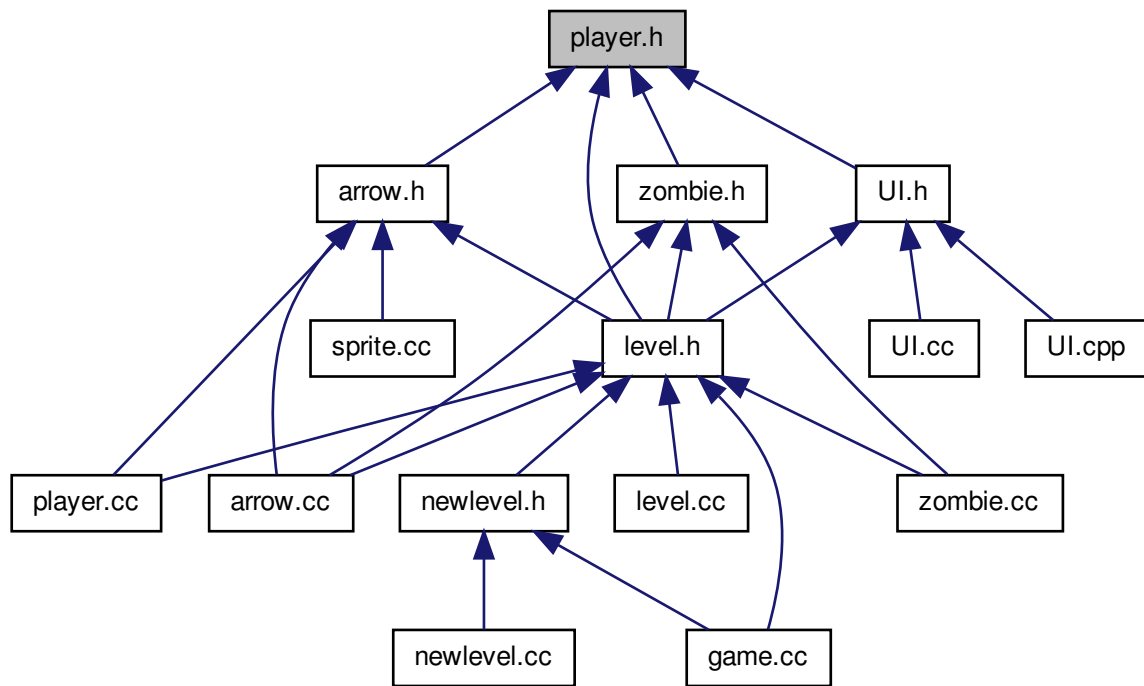 player.h
arrow.h
zombie.h
UI.h
sprite.cc
level.h
UI.cc
UI.cpp
player.cc
arrow.cc
newlevel.h
level.cc
zombie.cc
newlevel.cc
game.cc